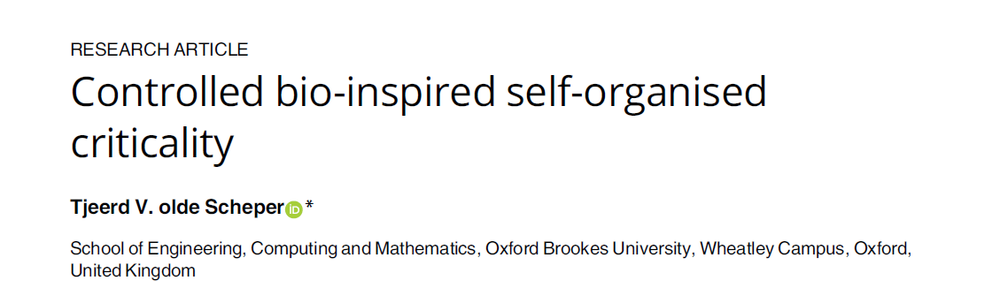 RESEARCH ARTICLE
Controlled bio-inspired self-organised
criticality
Tjeerd V. olde Scheper iD *
School of Engineering, Computing and Mathematics, Oxford Brookes University, Wheatley Campus, Oxford,
United Kingdom